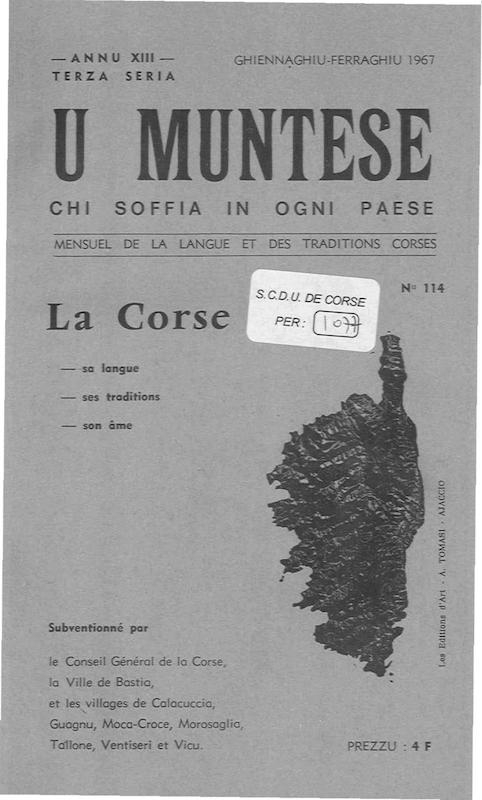 — ANNU XIII —
TERZA SERIA
GHIENNAGHIU-FERRAGHIU 1967
U MUNTESE
CHI SOFFIA IN OGNI PAESE
MENSUEL DE LA LANGUE ET DES TRADITIONS CORSES
Nº 114
S.C.D.U. DE CORSE
PER: 1077
La Corse
— sa langue
— ses traditions
— son âme
Les Editions d'Art - A. TOMASI - AJACCIO
Subventionné par
le Conseil Général de la Corse,
la Ville de Bastia,
et les villages de Calacuccia,
Guagnu, Moca-Croce, Morosaglia,
Tallone, Ventiseri et Vicu.
PREZZU : 4 F